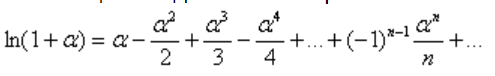 ln(1+α) = α − α²/2 + α³/3 − α⁴/4 + ... + (−1)ⁿ⁻¹ αⁿ/n + ...